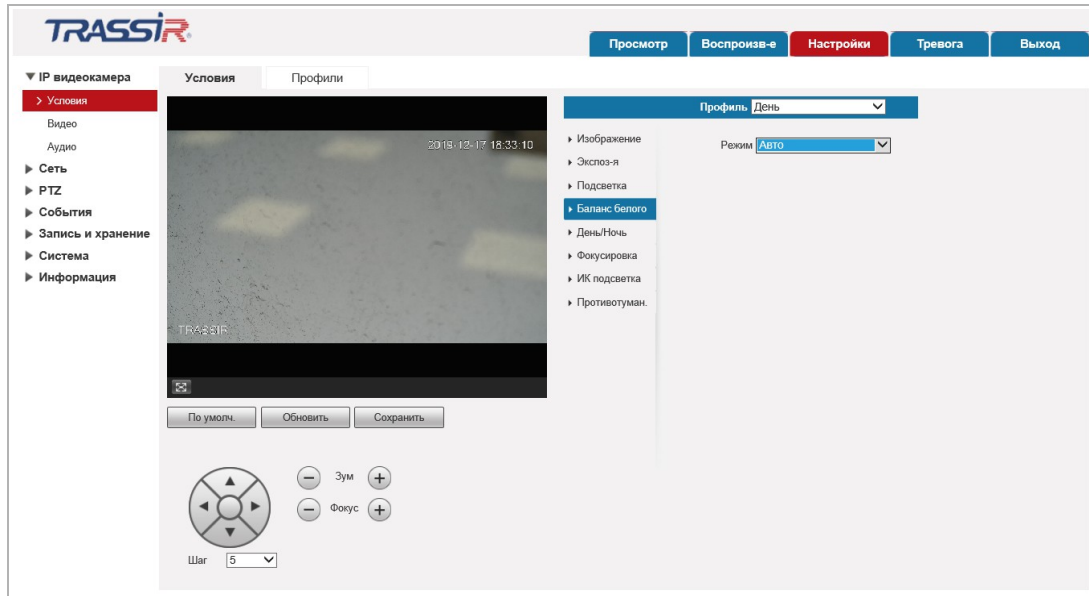 TRASSIR
Просмотр
Воспроизв-е
Настройки
Тревога
Выход
IP видеокамера
Условия
Видео
Аудио
Сеть
PTZ
События
Запись и хранение
Система
Информация
Условия
Профили
2019-12-17 18:33:10
TRASSIR
По умолч.
Обновить
Сохранить
Зум
Фокус
Шаг 5
Профиль День
Изображение
Экспоз-я
Подсветка
Баланс белого
День/Ночь
Фокусировка
ИК подсветка
Противотуман.
Режим Авто